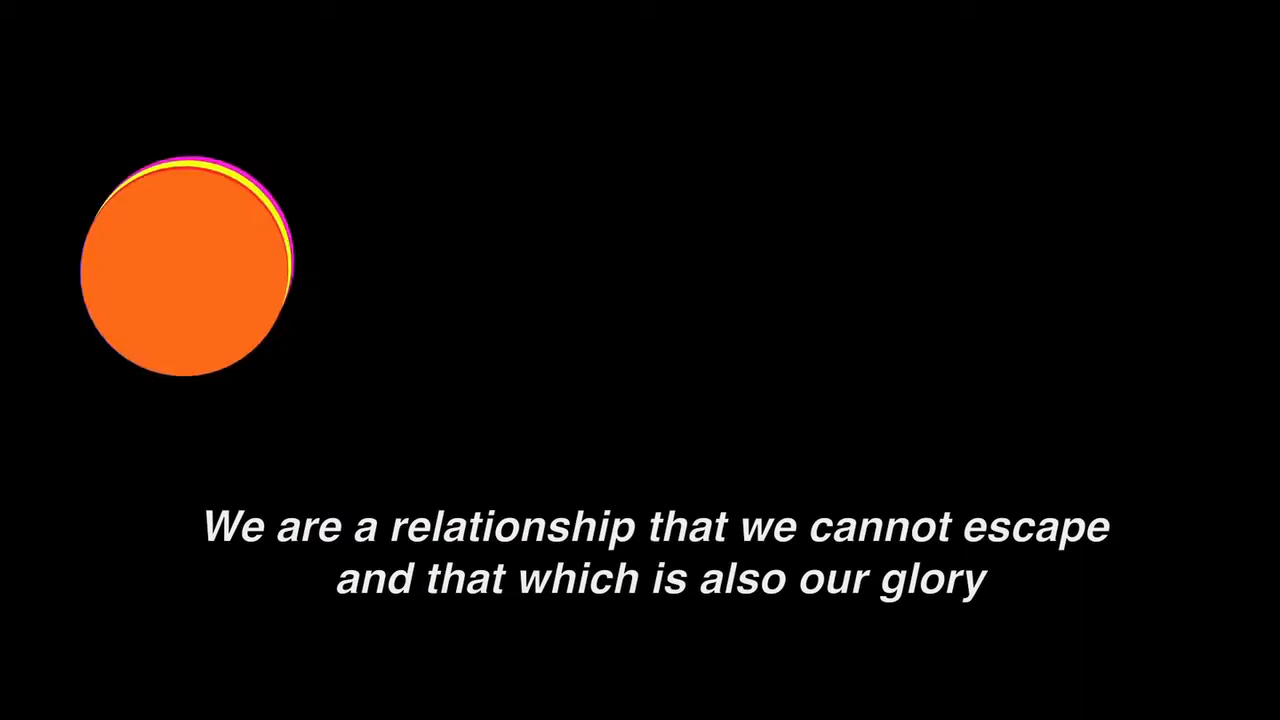 We are a relationship that we cannot escape
and that which is also our glory